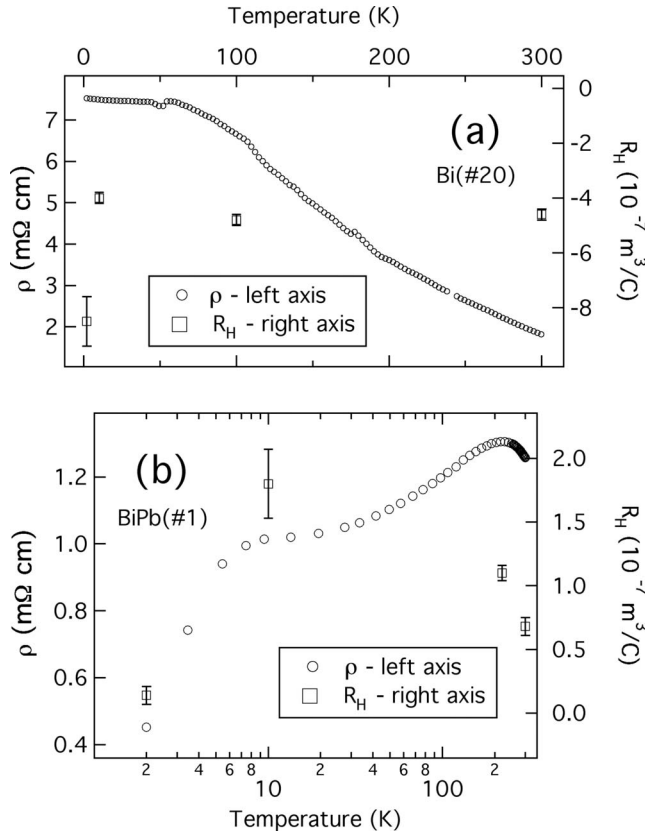 Temperature (K)
0 100 200 300
(a)
Bi(#20)
7
6
5
4
3
2
ρ (mΩ cm)
0
-2
-4
-6
-8
R_H (10^-7 m^3/C)
ρ - left axis
R_H - right axis
(b)
BiPb(#1)
1.2
1.0
0.8
0.6
0.4
ρ (mΩ cm)
2.0
1.5
1.0
0.5
0.0
R_H (10^-7 m^3/C)
ρ - left axis
R_H - right axis
2 4 6 8 10 2 4 6 8 100 2
Temperature (K)